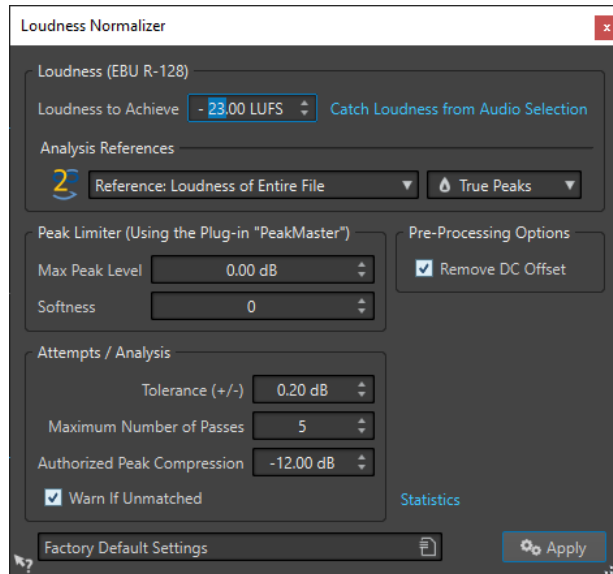 Loudness Normalizer
x
Loudness (EBU R-128)
Loudness to Achieve - 23.00 LUFS Catch Loudness from Audio Selection
Analysis References
Reference: Loudness of Entire File True Peaks
Peak Limiter (Using the Plug-in "PeakMaster")
Max Peak Level 0.00 dB
Softness 0
Pre-Processing Options
Remove DC Offset
Attempts / Analysis
Tolerance (+/-) 0.20 dB
Maximum Number of Passes 5
Authorized Peak Compression -12.00 dB
Warn If Unmatched
Statistics
Factory Default Settings
Apply
?